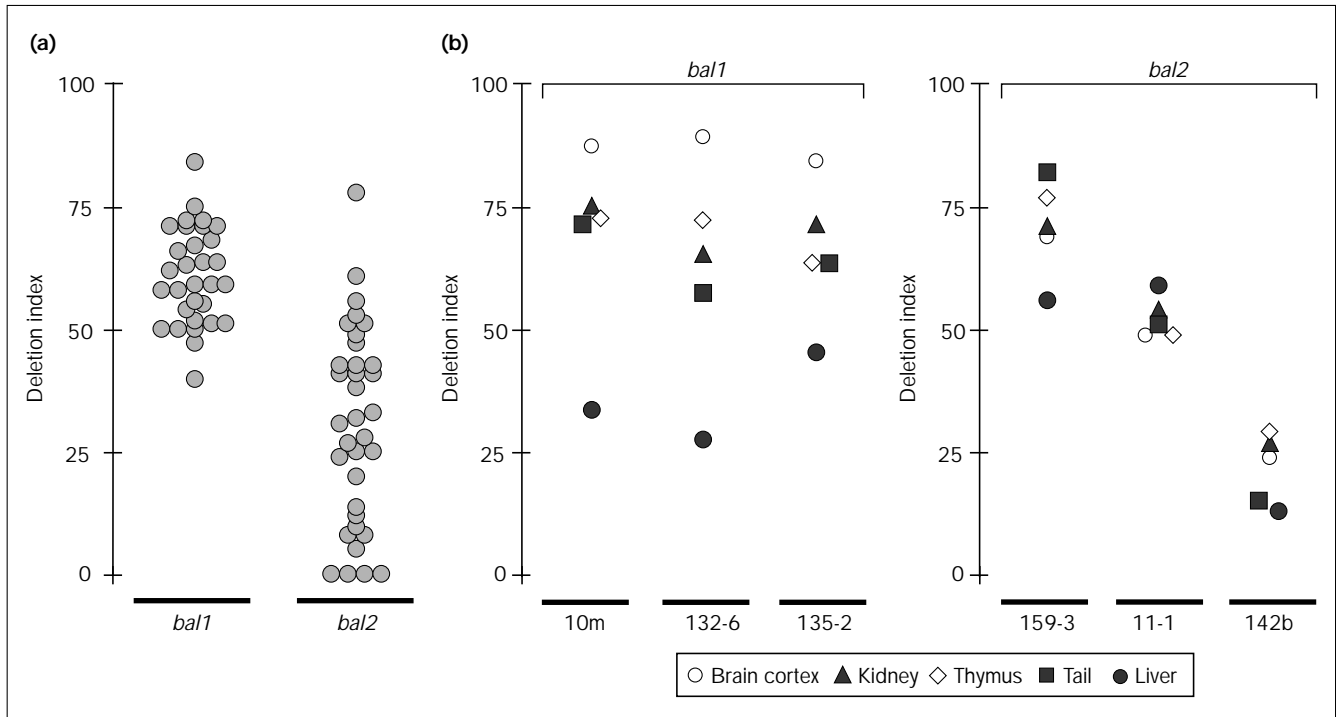 (a)
Deletion index
100
75
50
25
0
bal1
bal2
(b)
Deletion index
100
75
50
25
0
bal1
10m
132-6
135-2
Deletion index
100
75
50
25
0
bal2
159-3
11-1
142b
Brain cortex Kidney Thymus Tail Liver